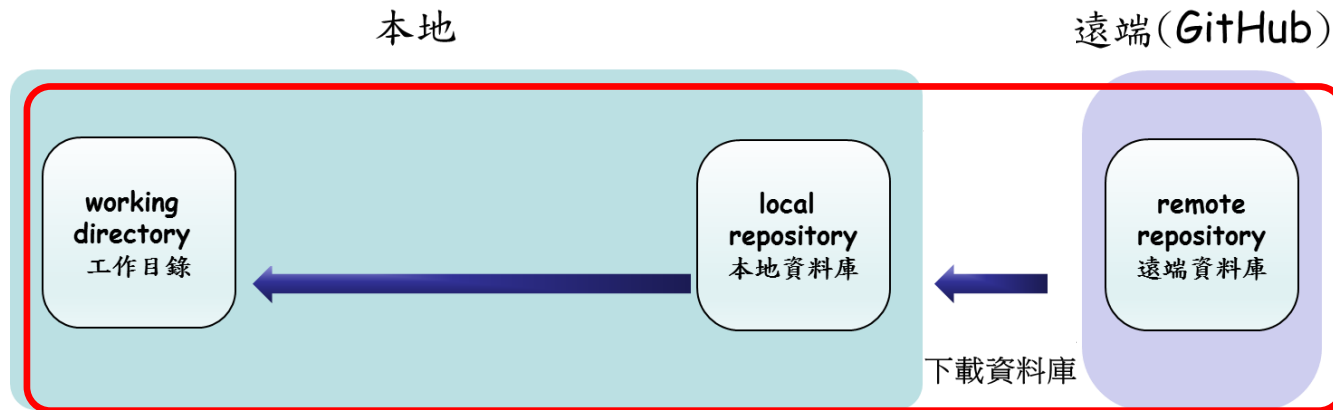 本地
遠端(GitHub)
working
directory
工作目錄
local
repository
本地資料庫
remote
repository
遠端資料庫
下載資料庫